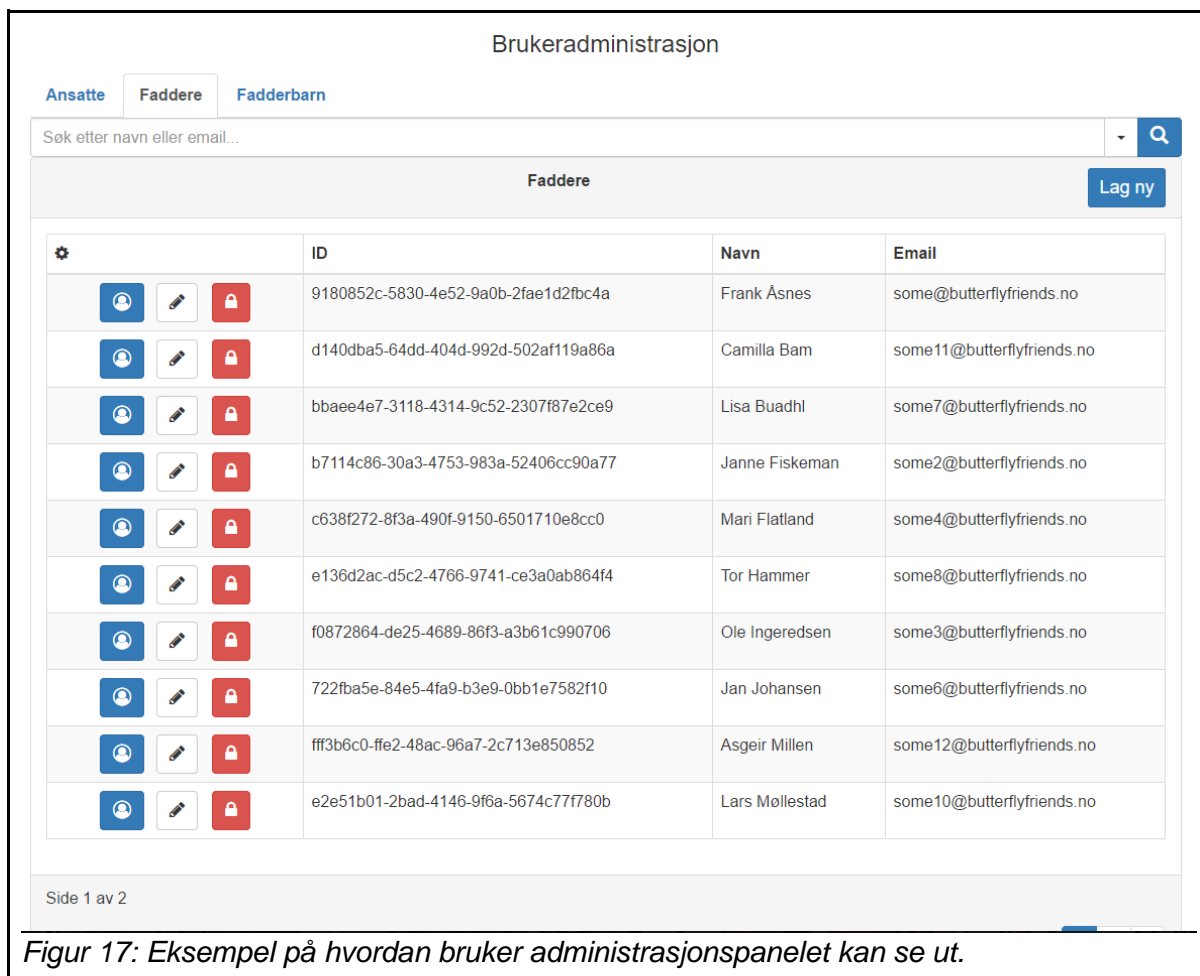 Brukeradministrasjon
Ansatte Faddere Fadderbarn
Søk etter navn eller email...
Faddere Lag ny
ID Navn Email
9180852c-5830-4e52-9a0b-2fae1d2fbc4a Frank Åsnes some@butterflyfriends.no
d140dba5-64dd-404d-992d-502af119a86a Camilla Bam some11@butterflyfriends.no
bbaee4e7-3118-4314-9c52-2307f87e2ce9 Lisa Buadhl some7@butterflyfriends.no
b7114c86-30a3-4753-983a-52406cc90a77 Janne Fiskeman some2@butterflyfriends.no
c638f272-8f3a-490f-9150-6501710e8cc0 Mari Flatland some4@butterflyfriends.no
e136d2ac-d5c2-4766-9741-ce3a0ab864f4 Tor Hammer some8@butterflyfriends.no
f0872864-de25-4689-86f3-a3b61c990706 Ole Ingeredsen some3@butterflyfriends.no
722fba5e-84e5-4fa9-b3e9-0bb1e7582f10 Jan Johansen some6@butterflyfriends.no
fff3b6c0-ffe2-48ac-96a7-2c713e850852 Asgeir Millen some12@butterflyfriends.no
e2e51b01-2bad-4146-9f6a-5674c77f780b Lars Møllestad some10@butterflyfriends.no
Side 1 av 2
Figur 17: Eksempel på hvordan bruker administrasjonspanelet kan se ut.